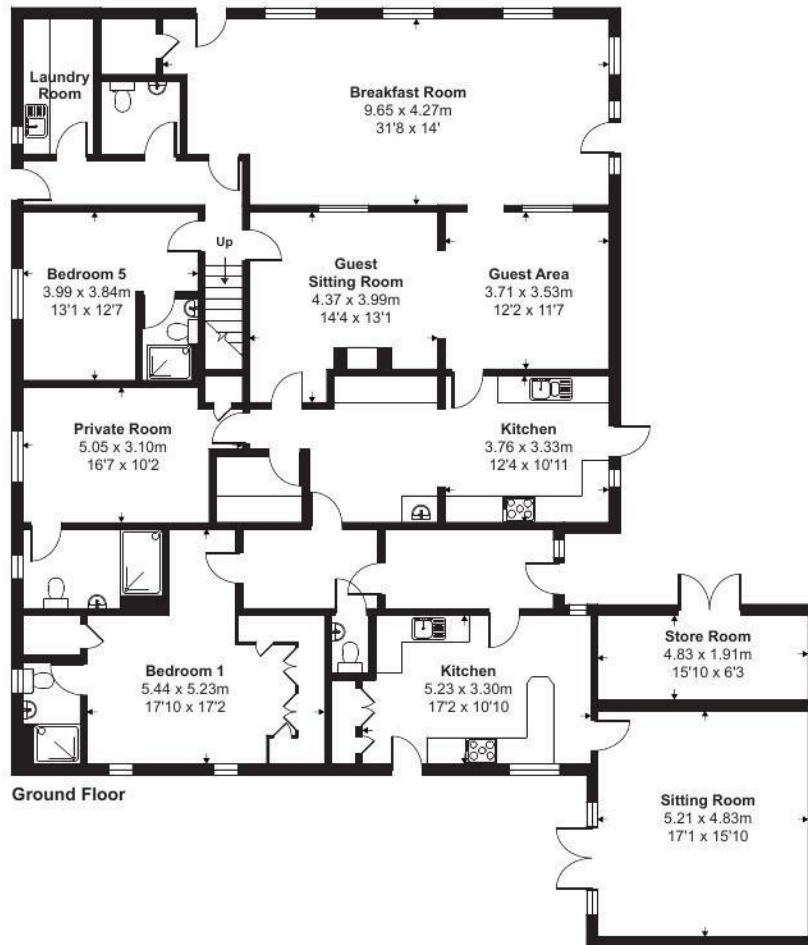 Laundry
Room
Breakfast Room
9.65 x 4.27m
31'8 x 14'
Up
Bedroom 5
3.99 x 3.84m
13'1 x 12'7
Guest
Sitting Room
4.37 x 3.99m
14'4 x 13'1
Guest Area
3.71 x 3.53m
12'2 x 11'7
Private Room
5.05 x 3.10m
16'7 x 10'2
Kitchen
3.76 x 3.33m
12'4 x 10'11
Bedroom 1
5.44 x 5.23m
17'10 x 17'2
Kitchen
5.23 x 3.30m
17'2 x 10'10
Store Room
4.83 x 1.91m
15'10 x 6'3
Ground Floor
Sitting Room
5.21 x 4.83m
17'1 x 15'10